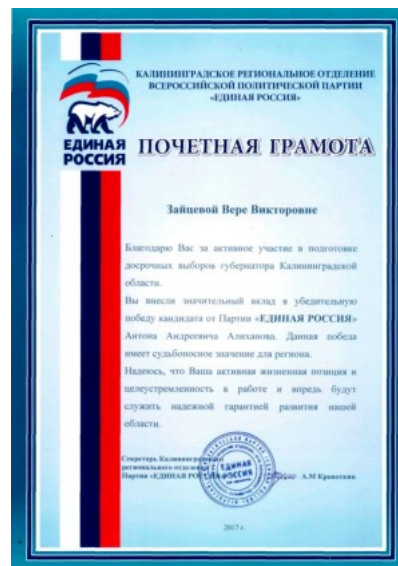 КАЛИНИНГРАДСКОЕ РЕГИОНАЛЬНОЕ ОТДЕЛЕНИЕ
ВСЕРОССИЙСКОЙ ПОЛИТИЧЕСКОЙ ПАРТИИ
«ЕДИНАЯ РОССИЯ»
ЕДИНАЯ
РОССИЯ
ПОЧЕТНАЯ ГРАМОТА
Зайцевой Вере Викторовне
Благодарю Вас за активное участие в подготовке
досрочных выборов губернатора Калининградской
области.
Вы внесли значительный вклад в убедительную
победу кандидата от Партии «ЕДИНАЯ РОССИЯ»
Антона Андреевича Алиханова. Данная победа
имеет судьбоносное значение для региона.
Надеюсь, что Ваша активная жизненная позиция и
целеустремленность в работе и впредь будут
служить надежной гарантией развития нашей
области.
Секретарь Калининградского
регионального отделения
Партии «ЕДИНАЯ РОССИЯ» А.М Кропоткин
ЕДИНАЯ
РОССИЯ
2017 г.